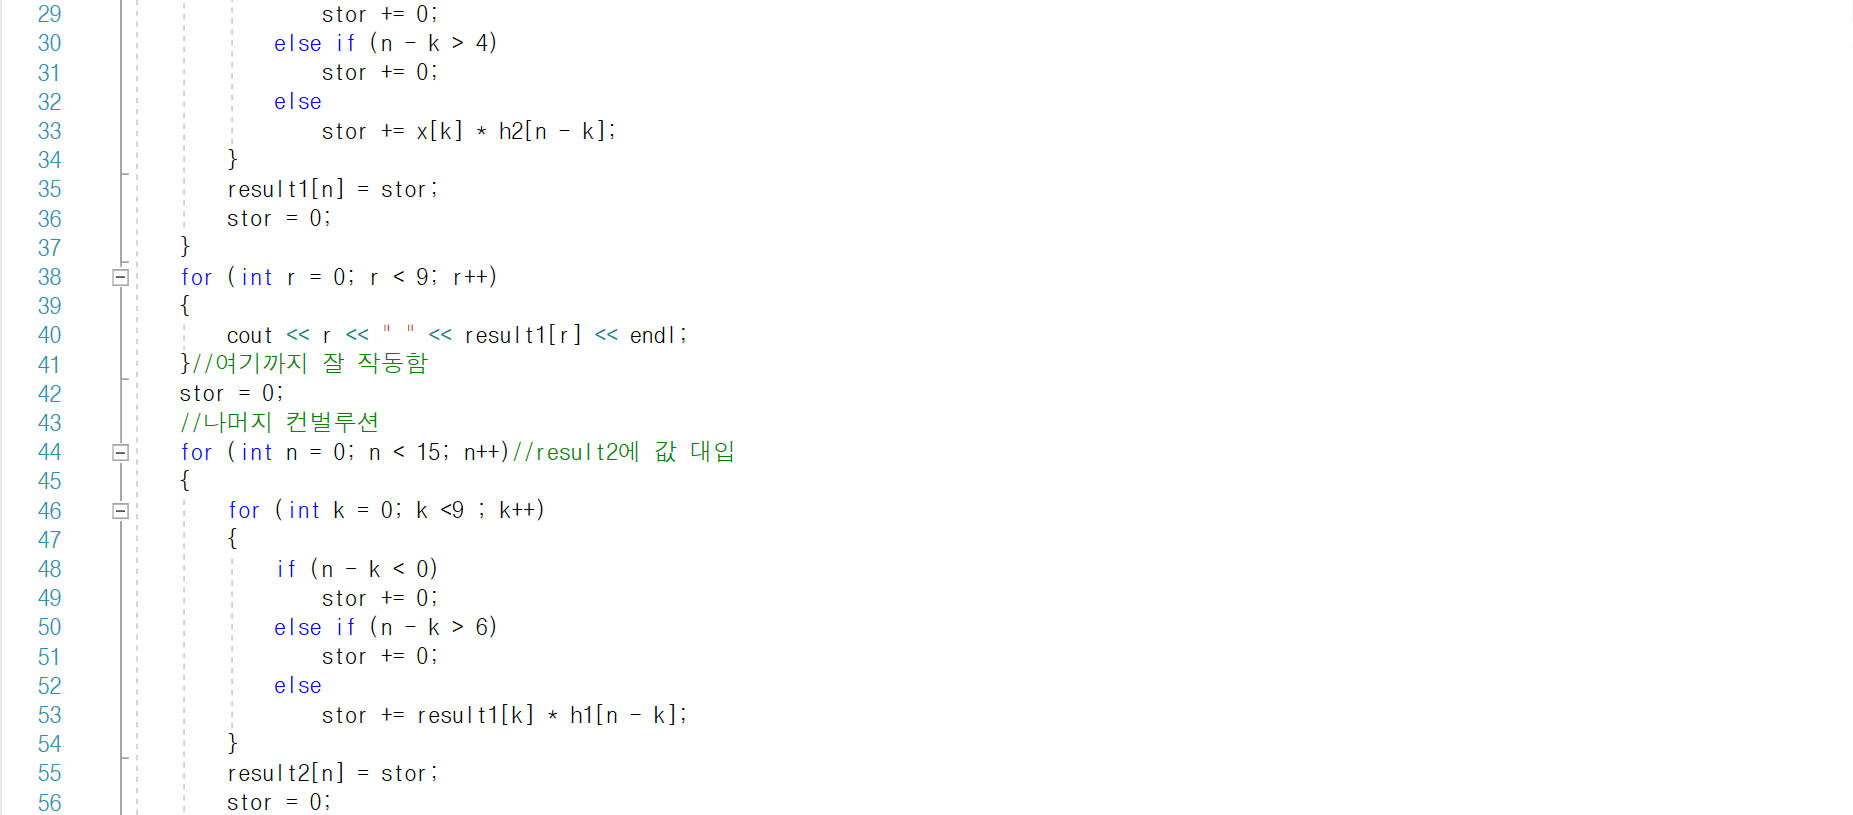 29 stor += 0;
30 else if (n - k > 4)
31 stor += 0;
32 else
33 stor += x[k] * h2[n - k];
34 }
35 result1[n] = stor;
36 stor = 0;
37 }
38 for (int r = 0; r < 9; r++)
39 {
40 cout << r << " " << result1[r] << endl;
41 }//여기까지 잘 작동함
42 stor = 0;
43 //나머지 컨벌루션
44 for (int n = 0; n < 15; n++)//result2에 값 대입
45 {
46 for (int k = 0; k <9 ; k++)
47 {
48 if (n - k < 0)
49 stor += 0;
50 else if (n - k > 6)
51 stor += 0;
52 else
53 stor += result1[k] * h1[n - k];
54 }
55 result2[n] = stor;
56 stor = 0;